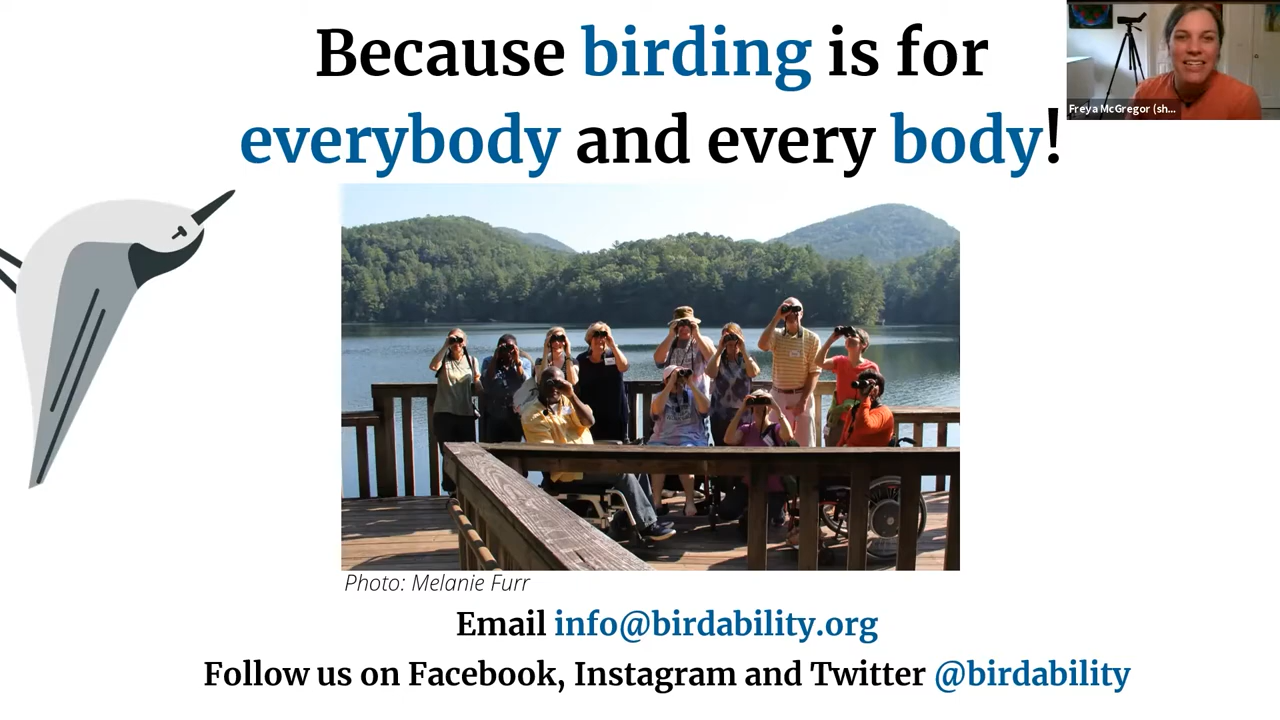 Because birding is for
everybody and every body!
Freya McGregor (sh...
Photo: Melanie Furr
Email info@birdability.org
Follow us on Facebook, Instagram and Twitter @birdability